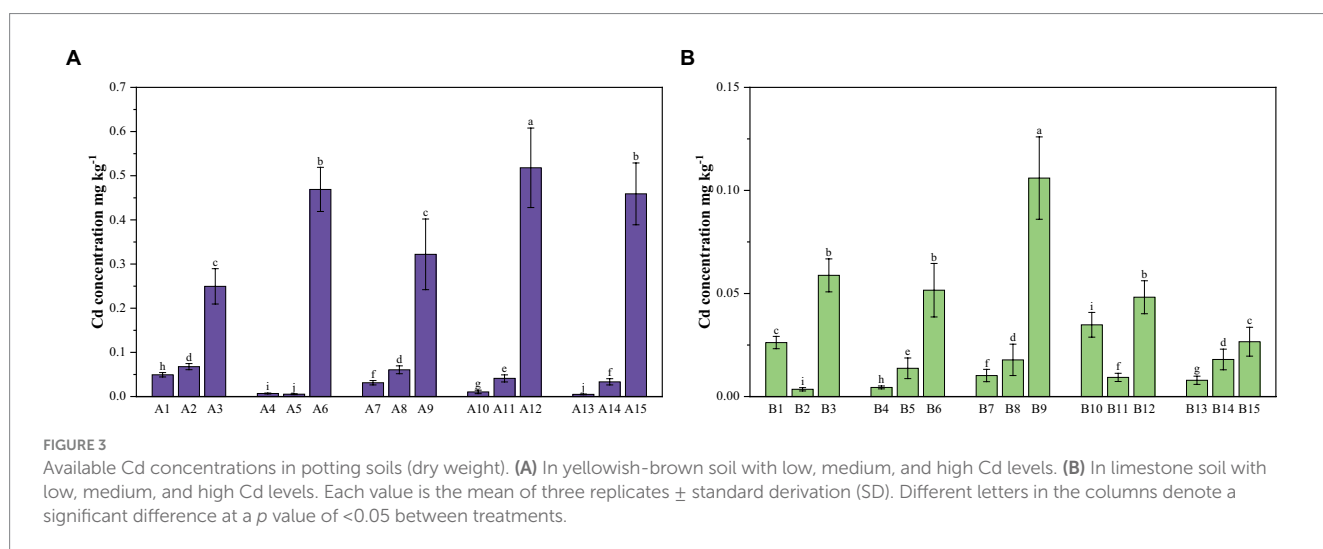 A
B
Cd concentration mg kg⁻¹
0.7
0.6
0.5
0.4
0.3
0.2
0.1
0.0
h d c i j b f d c g e a j f b
A1 A2 A3 A4 A5 A6 A7 A8 A9 A10 A11 A12 A13 A14 A15
Cd concentration mg kg⁻¹
0.15
0.10
0.05
0.00
c i b h e b f d a i f b g d c
B1 B2 B3 B4 B5 B6 B7 B8 B9 B10 B11 B12 B13 B14 B15
FIGURE 3
Available Cd concentrations in potting soils (dry weight). (A) In yellowish-brown soil with low, medium, and high Cd levels. (B) In limestone soil with
low, medium, and high Cd levels. Each value is the mean of three replicates ± standard derivation (SD). Different letters in the columns denote a
significant difference at a p value of <0.05 between treatments.